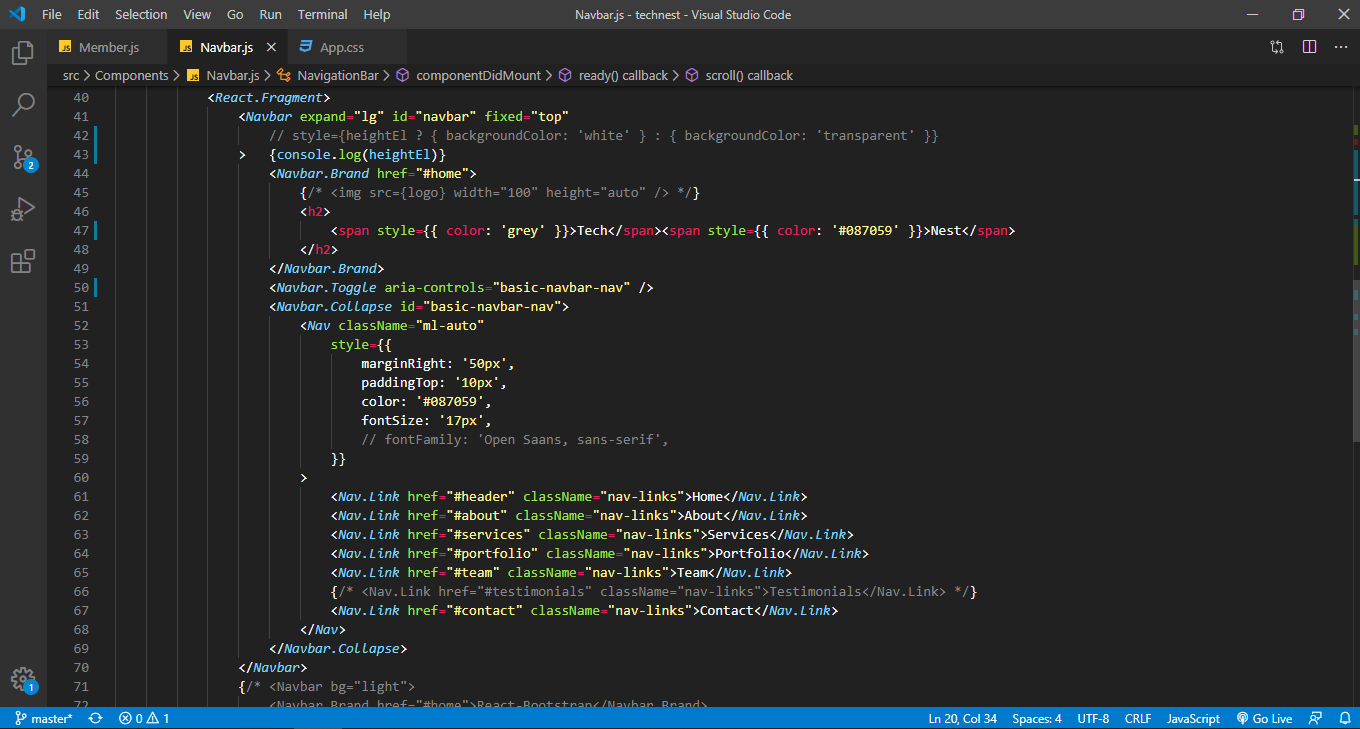 File Edit Selection View Go Run Terminal Help Navbar.js - technest - Visual Studio Code
JS Member.js JS Navbar.js App.css
src > Components > JS Navbar.js > NavigationBar > componentDidMount > ready() callback > scroll() callback
40 <React.Fragment>
41 <Navbar expand="lg" id="navbar" fixed="top"
42 // style={heightEl ? { backgroundColor: 'white' } : { backgroundColor: 'transparent' }}
43 > {console.log(heightEl)}
44 <Navbar.Brand href="#home">
45 {/* <img src={logo} width="100" height="auto" /> */}
46 <h2>
47 <span style={{ color: 'grey' }}>Tech</span><span style={{ color: '#087059' }}>Nest</span>
48 </h2>
49 </Navbar.Brand>
50 <Navbar.Toggle aria-controls="basic-navbar-nav" />
51 <Navbar.Collapse id="basic-navbar-nav">
52 <Nav className="ml-auto"
53 style={{
54 marginRight: '50px',
55 paddingTop: '10px',
56 color: '#087059',
57 fontSize: '17px',
58 // fontFamily: 'Open Saans, sans-serif',
59 }}
60 >
61 <Nav.Link href="#header" className="nav-links">Home</Nav.Link>
62 <Nav.Link href="#about" className="nav-links">About</Nav.Link>
63 <Nav.Link href="#services" className="nav-links">Services</Nav.Link>
64 <Nav.Link href="#portfolio" className="nav-links">Portfolio</Nav.Link>
65 <Nav.Link href="#team" className="nav-links">Team</Nav.Link>
66 {/* <Nav.Link href="#testimonials" className="nav-links">Testimonials</Nav.Link> */}
67 <Nav.Link href="#contact" className="nav-links">Contact</Nav.Link>
68 </Nav>
69 </Navbar.Collapse>
70 </Navbar>
71 {/* <Navbar bg="light">
72 <Navbar.Brand href="#home">React-Bootstrap</Navbar.Brand>
2
1
master* 0 1 Ln 20, Col 34 Spaces: 4 UTF-8 CRLF JavaScript Go Live